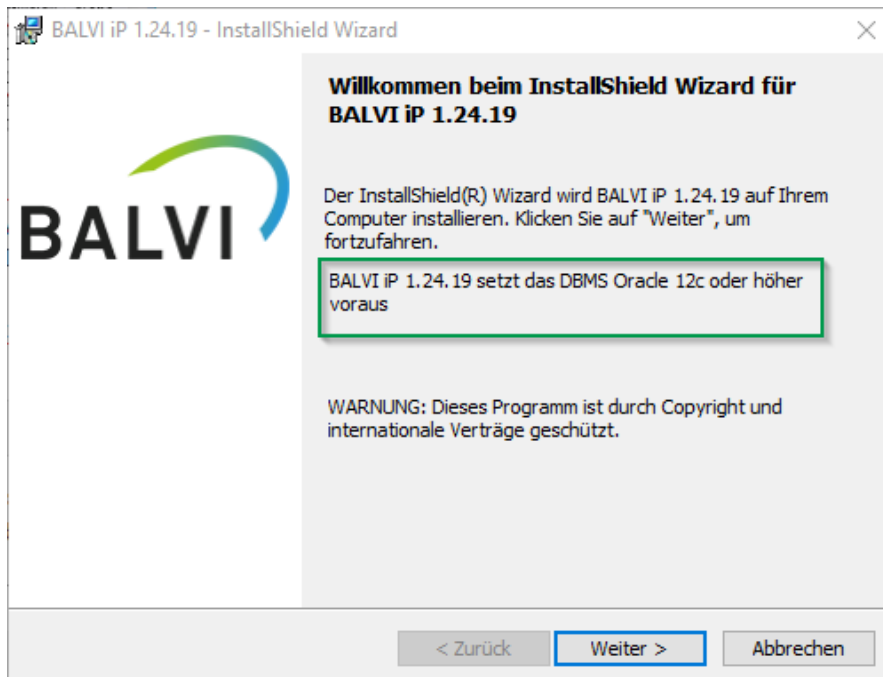 BALVI iP 1.24.19 - InstallShield Wizard
Willkommen beim InstallShield Wizard für
BALVI iP 1.24.19
BALVI
Der InstallShield(R) Wizard wird BALVI iP 1.24.19 auf Ihrem
Computer installieren. Klicken Sie auf "Weiter", um
fortzufahren.
BALVI iP 1.24.19 setzt das DBMS Oracle 12c oder höher
voraus
WARNUNG: Dieses Programm ist durch Copyright und
internationale Verträge geschützt.
< Zurück
Weiter >
Abbrechen